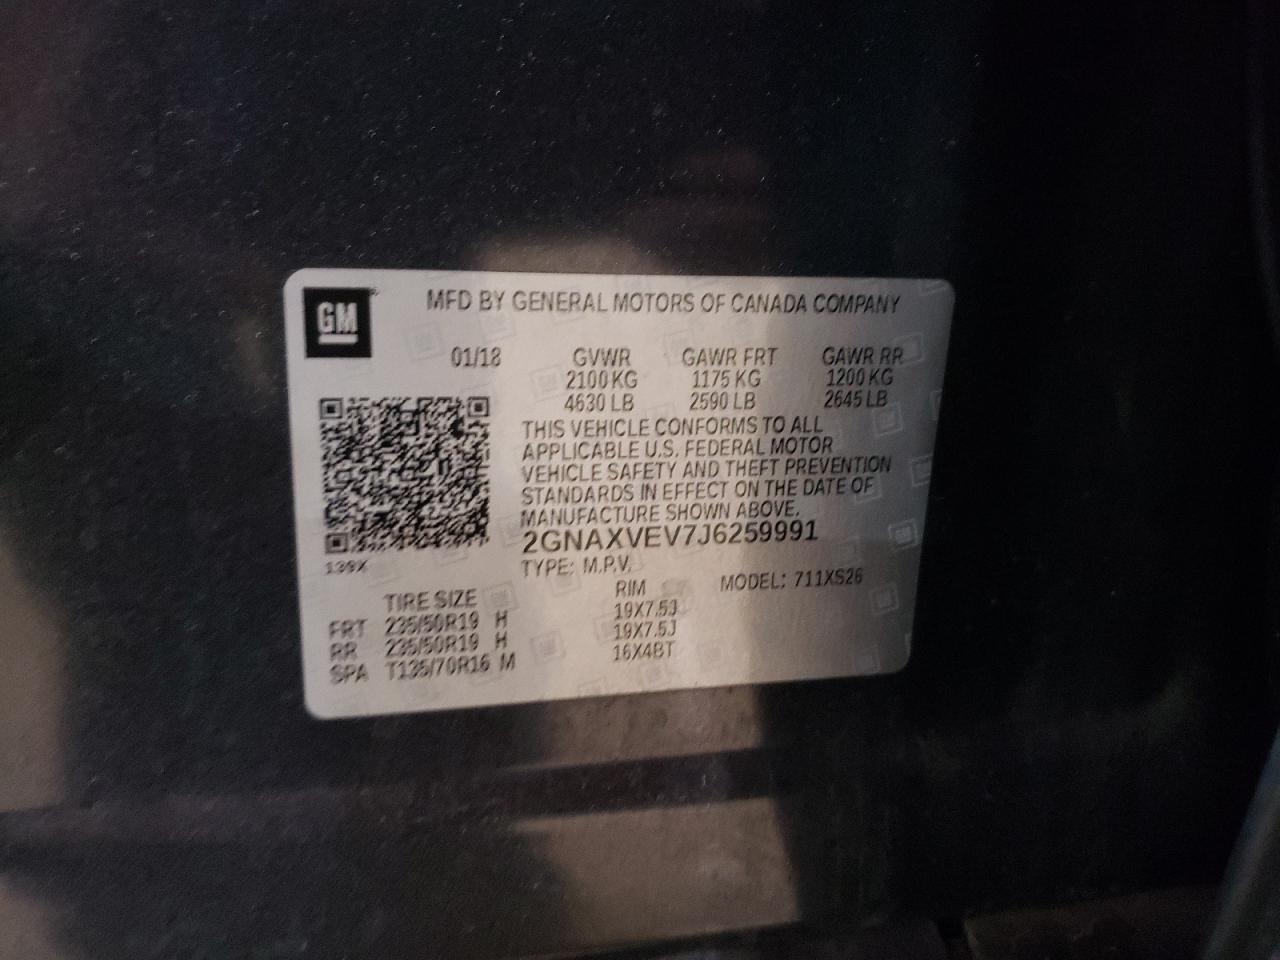 GM
MFD BY GENERAL MOTORS OF CANADA COMPANY
01/18 GVWR GAWR FRT GAWR RR
2100 KG 1175 KG 1200 KG
4630 LB 2590 LB 2645 LB
THIS VEHICLE CONFORMS TO ALL
APPLICABLE U.S. FEDERAL MOTOR
VEHICLE SAFETY AND THEFT PREVENTION
STANDARDS IN EFFECT ON THE DATE OF
MANUFACTURE SHOWN ABOVE.
2GNAXVEV7J6259991
139X TYPE: M.P.V. MODEL: 711XS26
TIRE SIZE RIM
FRT 235/50R19 H 19X7.5J
RR 235/50R19 H 19X7.5J
SPA T135/70R16 M 16X4BT